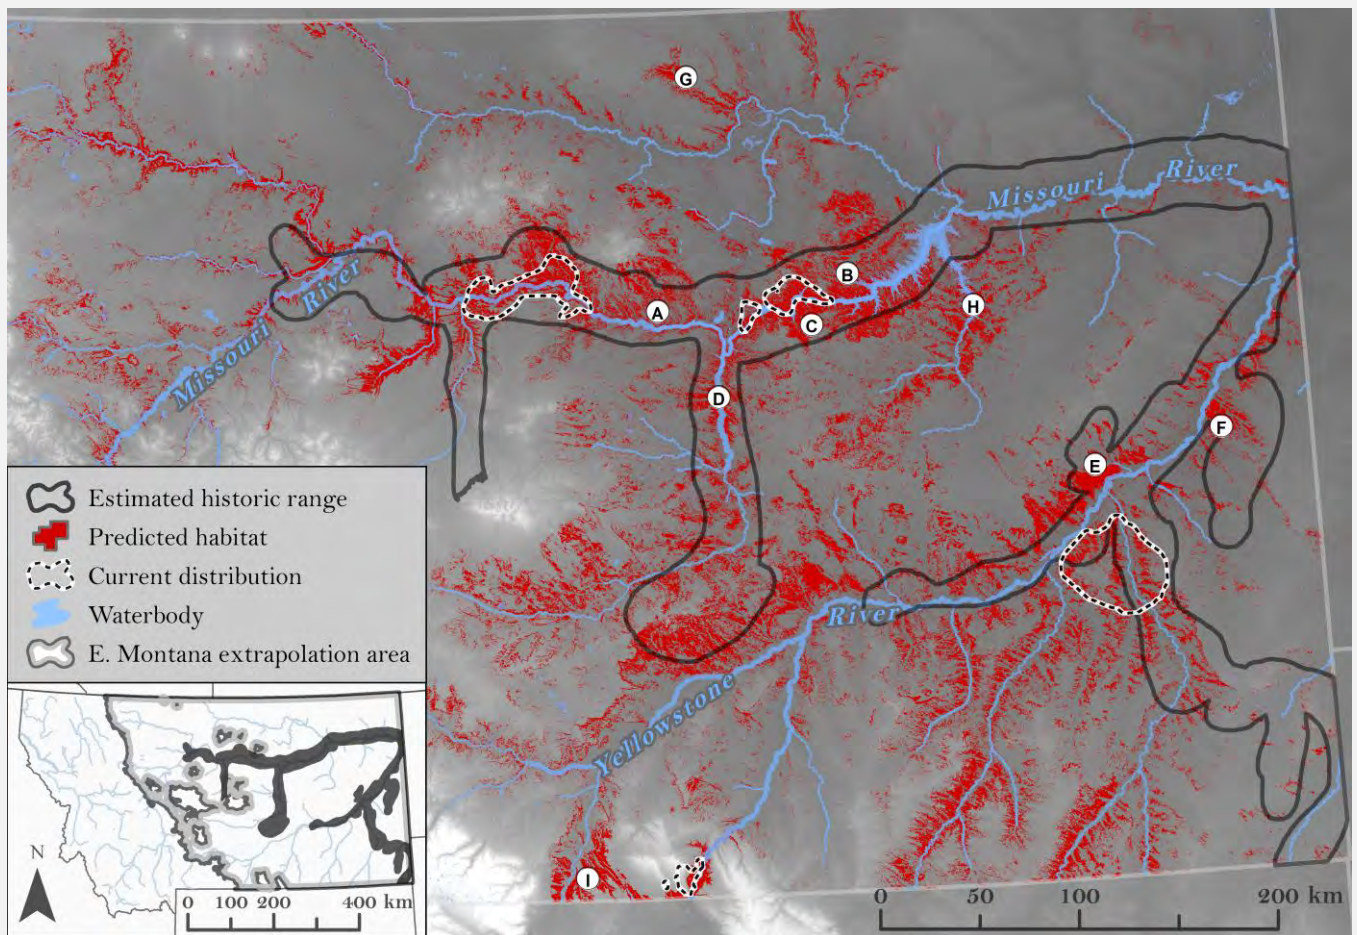 G
Missouri
River
Missouri
River
B
A
C
H
D
F
E
Estimated historic range
Predicted habitat
Current distribution
Waterbody
E. Montana extrapolation area
River
Yellowstone
I
N
0 100 200 400 km
0 50 100 200 km